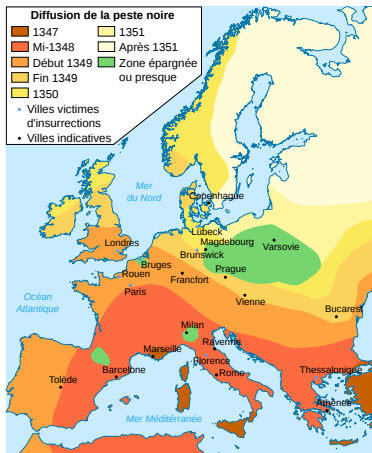 Diffusion de la peste noire
1347
Mi-1348
Début 1349
Fin 1349
1350
1351
Après 1351
Zone épargnée
ou presque
Villes victimes
d'insurrections
Villes indicatives
Mer
du Nord
Copenhague
Lübeck
Londres
Magdebourg
Varsovie
Brunswick
Bruges
Rouen
Francfort
Prague
Paris
Vienne
Océan
Atlantique
Bucarest
Milan
Ravenne
Marseille
Florence
Barcelone
Rome
Thessalonique
Tolède
Athènes
Mer Méditérranée